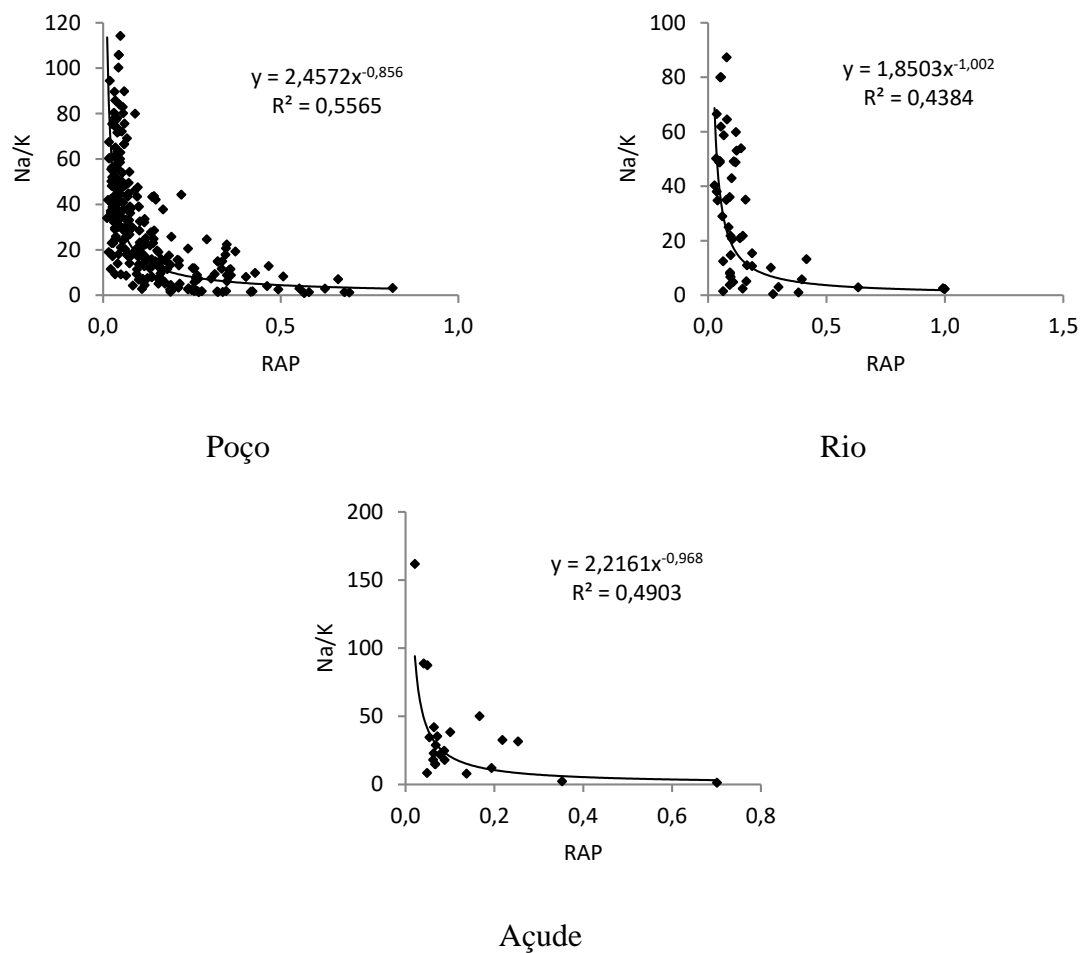 120
100
80
60
40
20
0
Na/K
y = 2,4572x^-0,856
R² = 0,5565
0,0 0,5 1,0
RAP
Poço
100
80
60
40
20
0
Na/K
y = 1,8503x^-1,002
R² = 0,4384
0,0 0,5 1,0 1,5
RAP
Rio
200
150
100
50
0
Na/K
y = 2,2161x^-0,968
R² = 0,4903
0,0 0,2 0,4 0,6 0,8
RAP
Açude